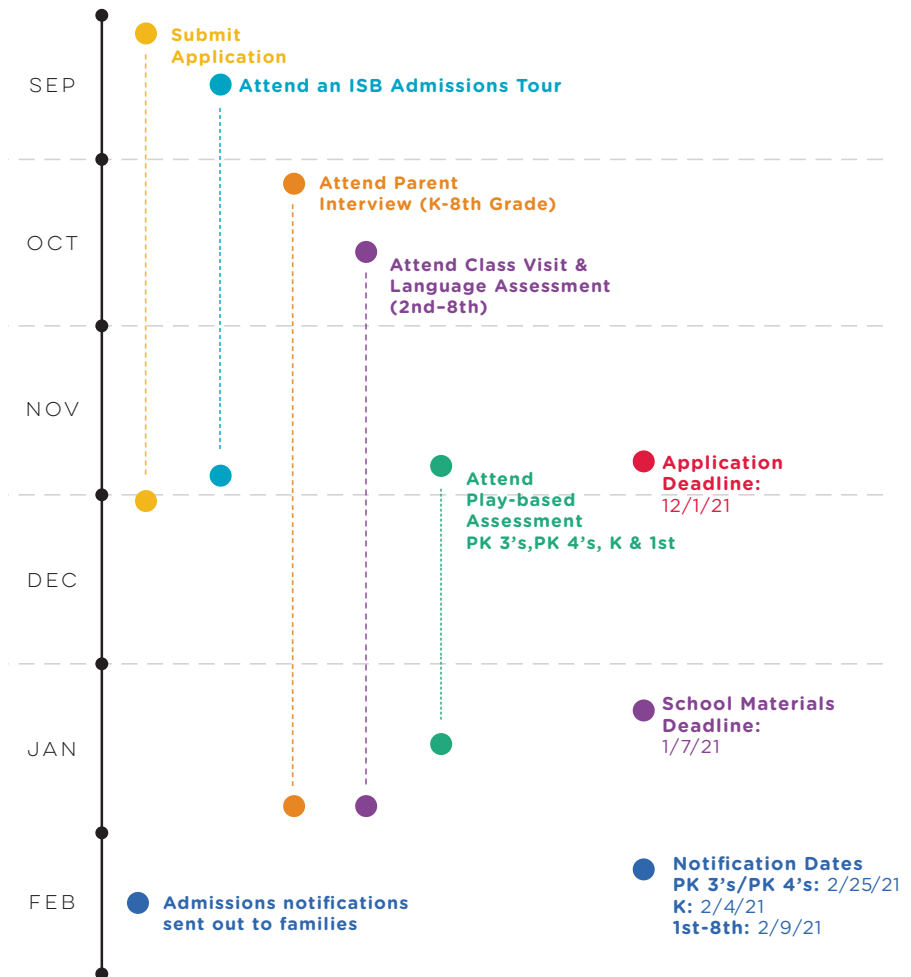 Submit
Application
SEP
Attend an ISB Admissions Tour
Attend Parent
Interview (K-8th Grade)
OCT
Attend Class Visit &
Language Assessment
(2nd–8th)
NOV
Attend
Play-based
Assessment
PK 3’s,PK 4’s, K & 1st
Application
Deadline:
12/1/21
DEC
School Materials
Deadline:
1/7/21
JAN
FEB
Admissions notifications
sent out to families
Notification Dates
PK 3’s/PK 4’s: 2/25/21
K: 2/4/21
1st-8th: 2/9/21